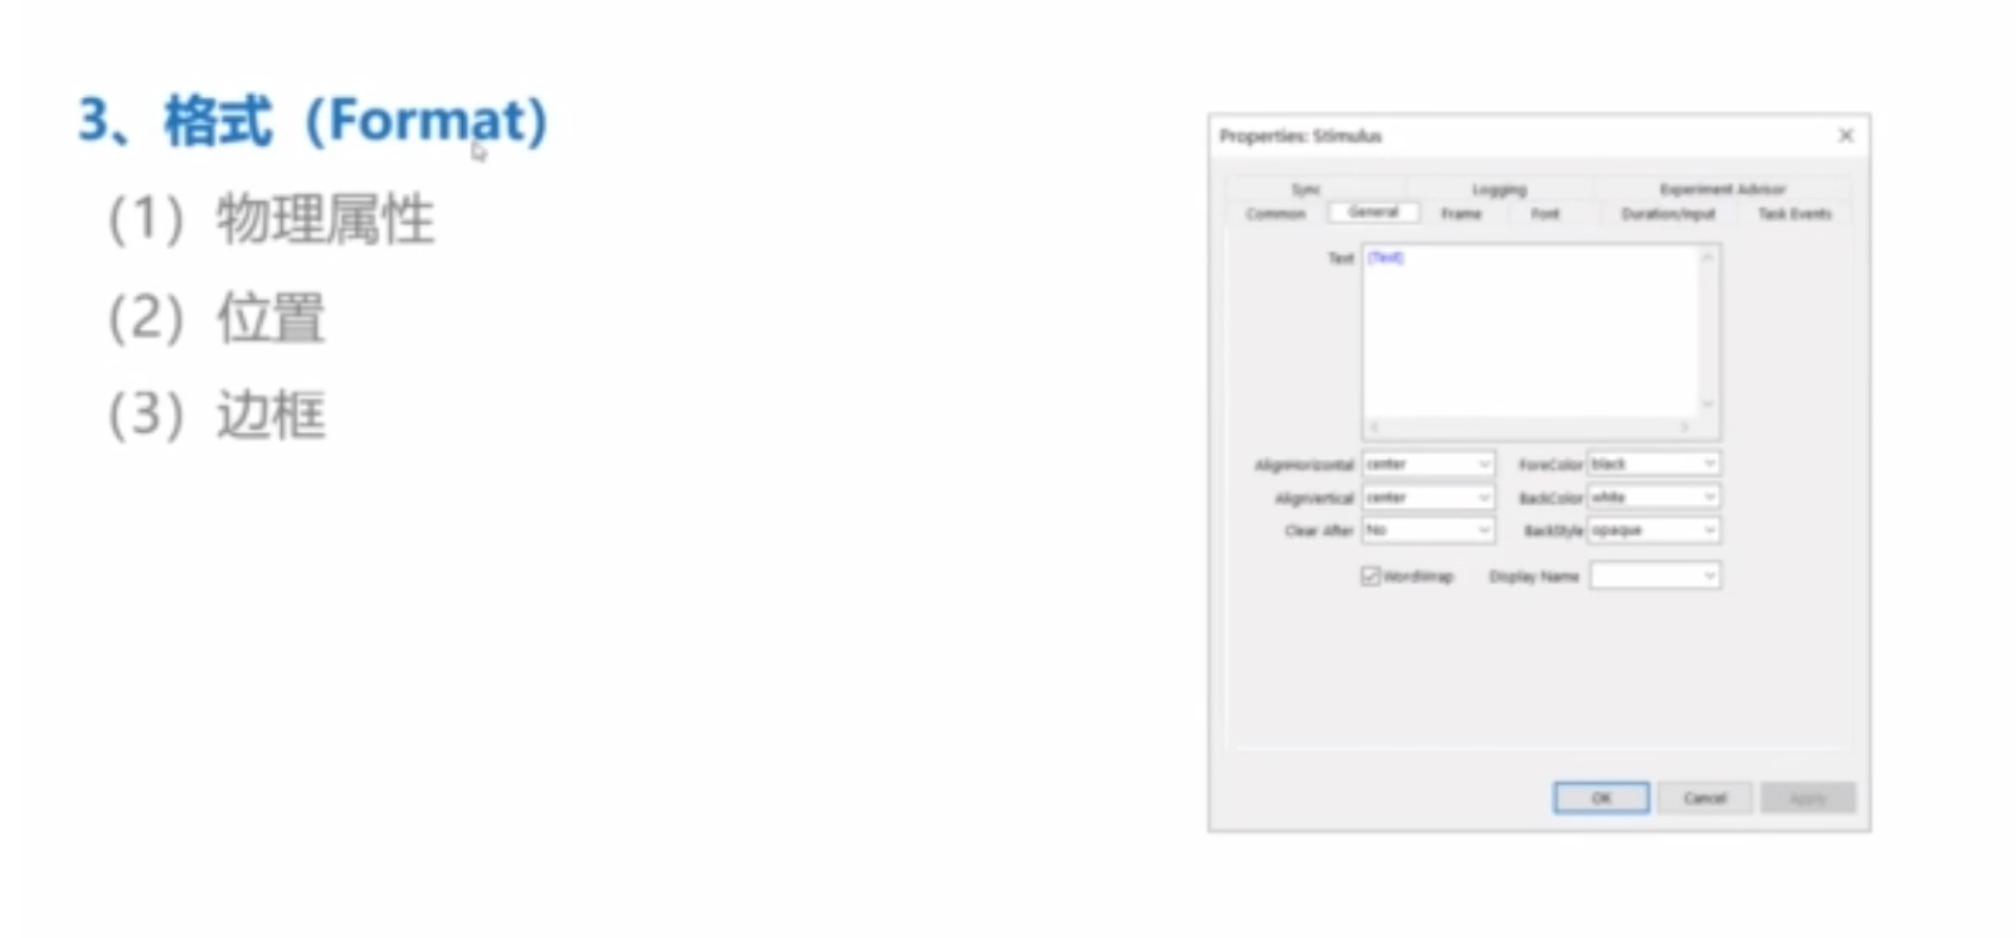 3、格式（Format）
（1）物理属性
（2）位置
（3）边框
Properties: Stimulus
Sync Logging Experiment Advisor
Common General Frame Font Duration/Input Task Events
Text [Text]
AlignHorizontal center ForeColor black
AlignVertical center BackColor white
Clear After No BackStyle opaque
WordWrap Display Name
OK Cancel Apply